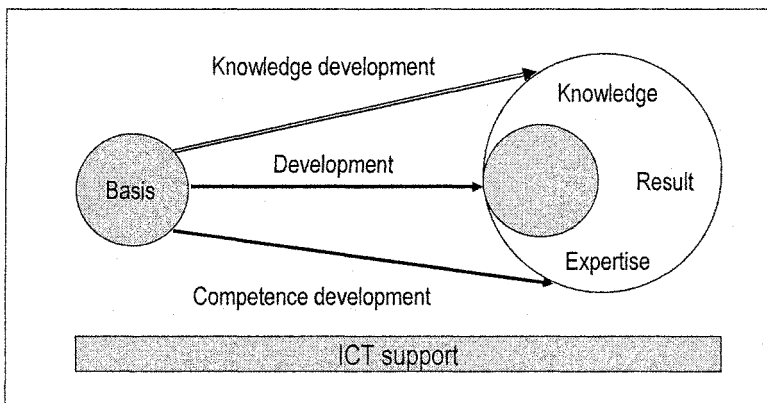 Knowledge development
Knowledge
Development
Basis
Result
Expertise
Competence development
ICT support